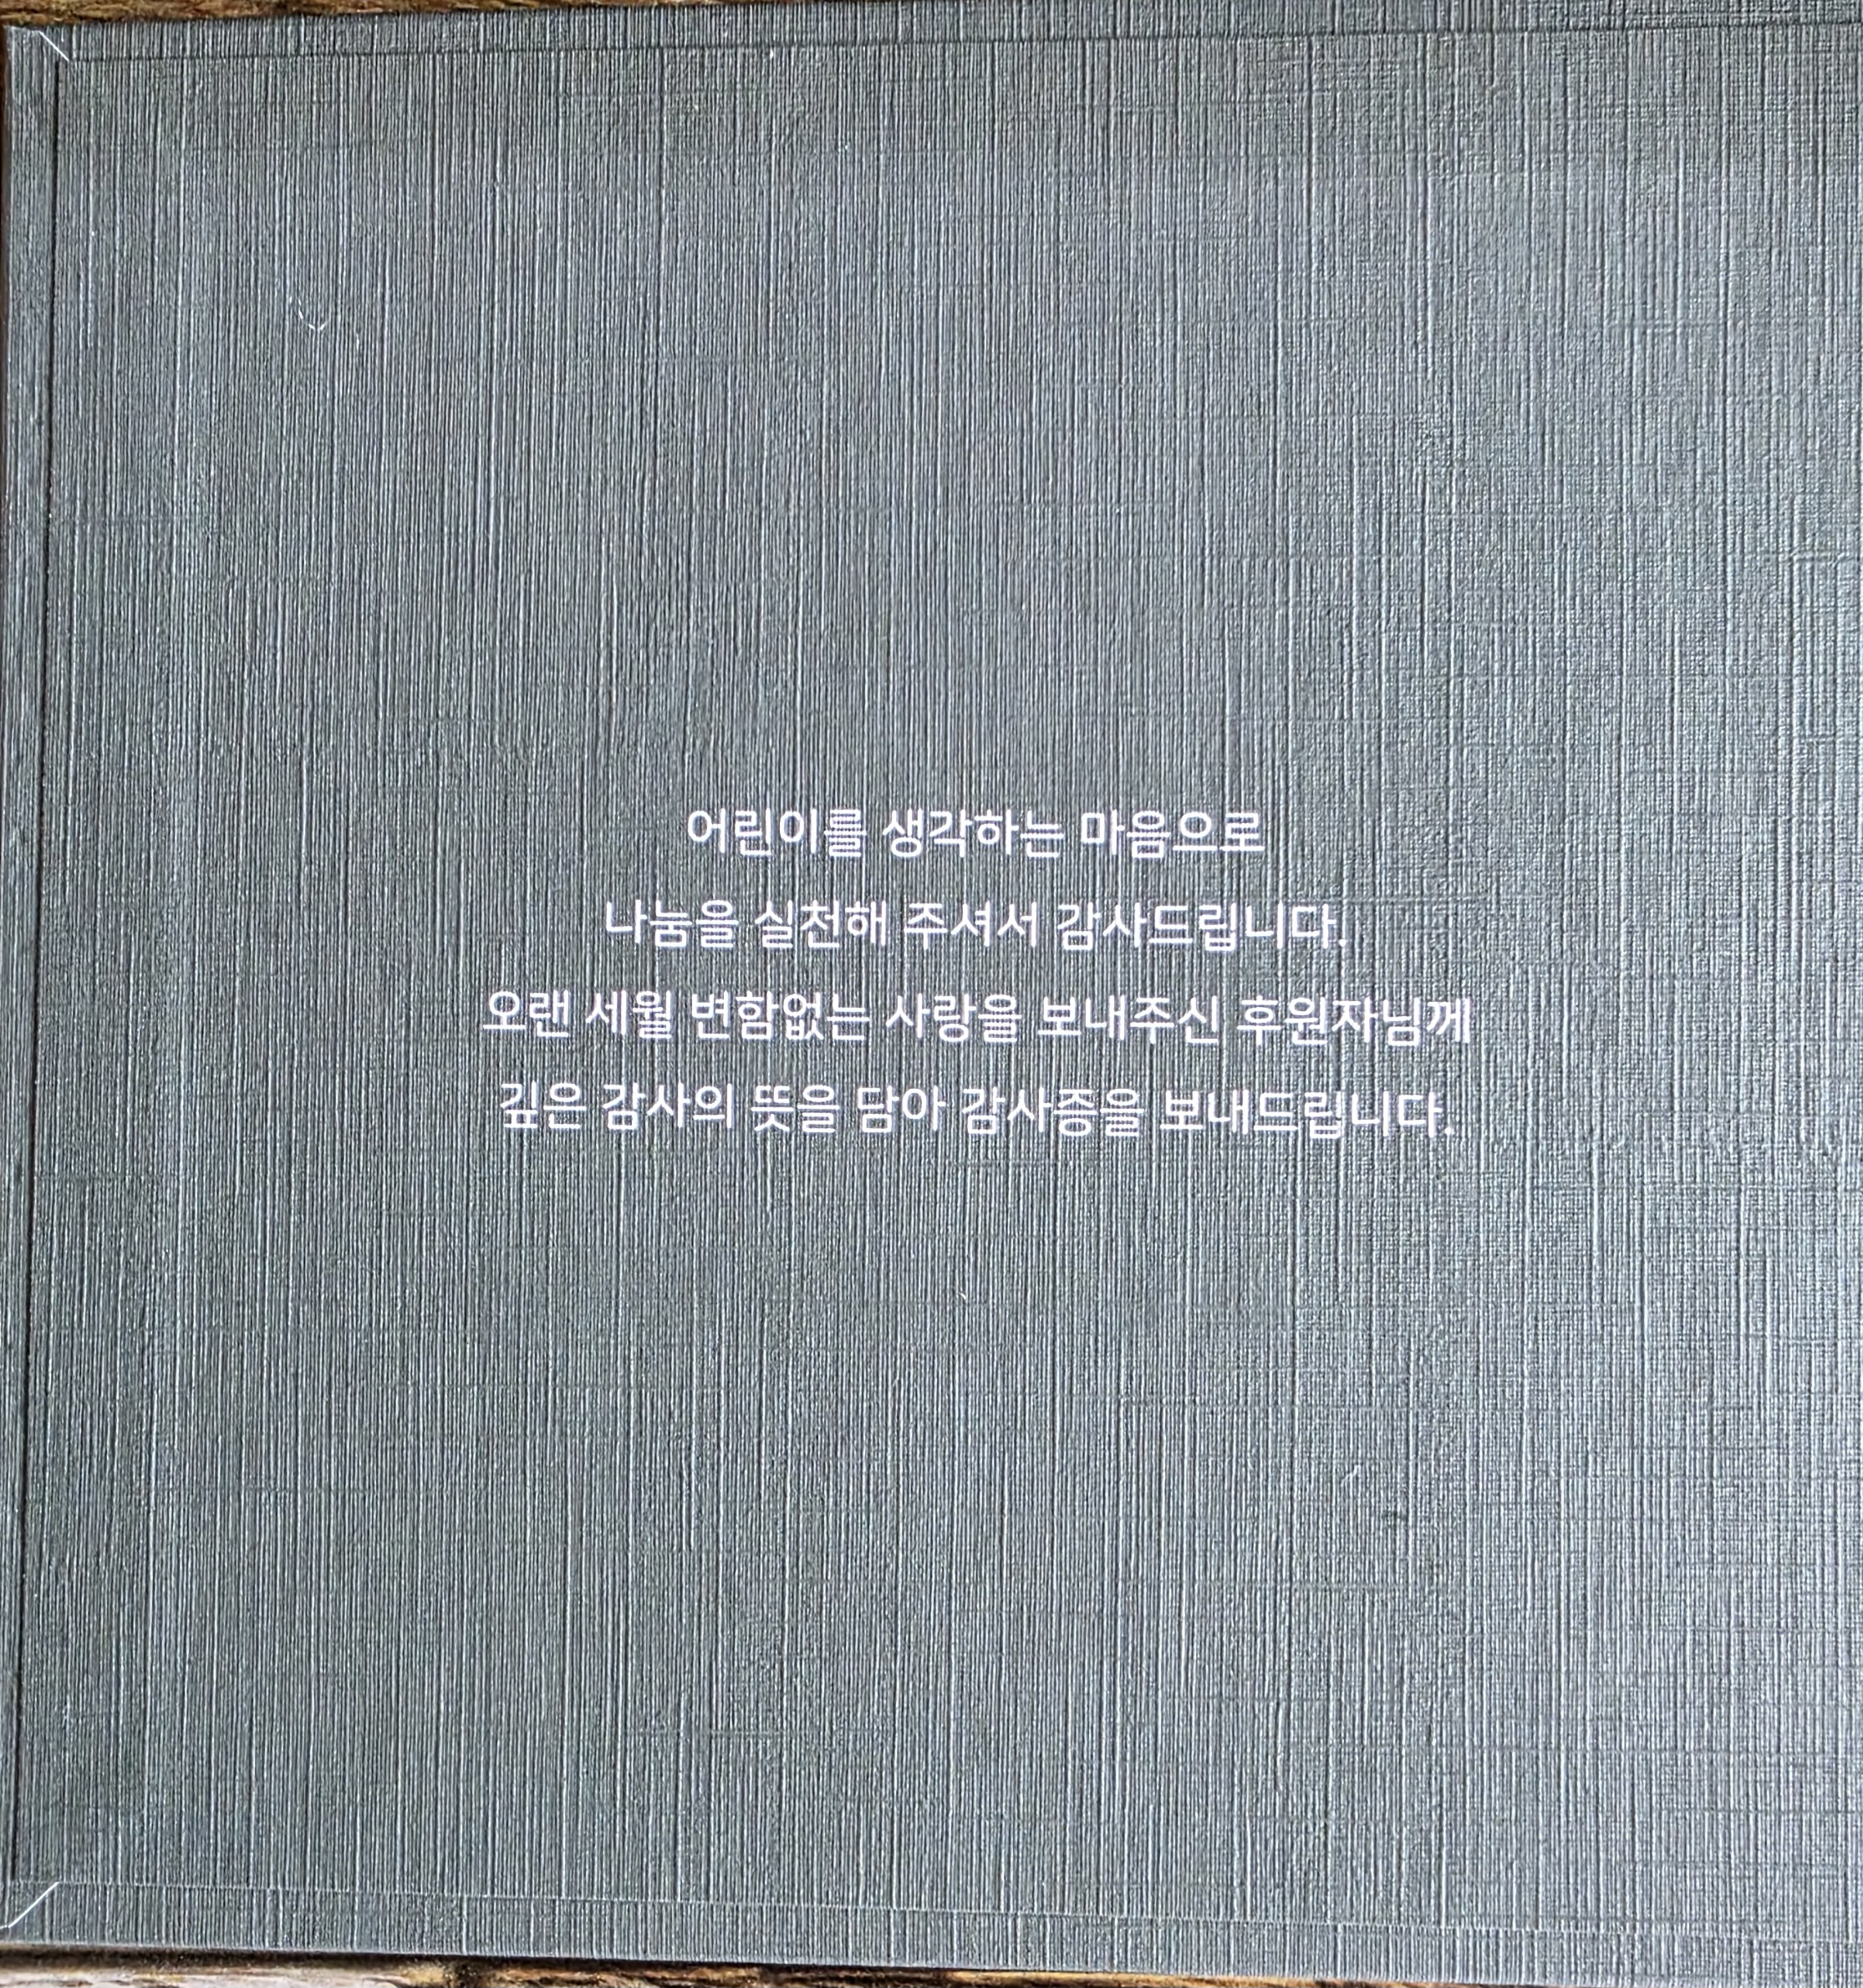 어린이를 생각하는 마음으로
나눔을 실천해 주셔서 감사드립니다.
오랜 세월 변함없는 사랑을 보내주신 후원자님께
깊은 감사의 뜻을 담아 감사증을 보내드립니다.